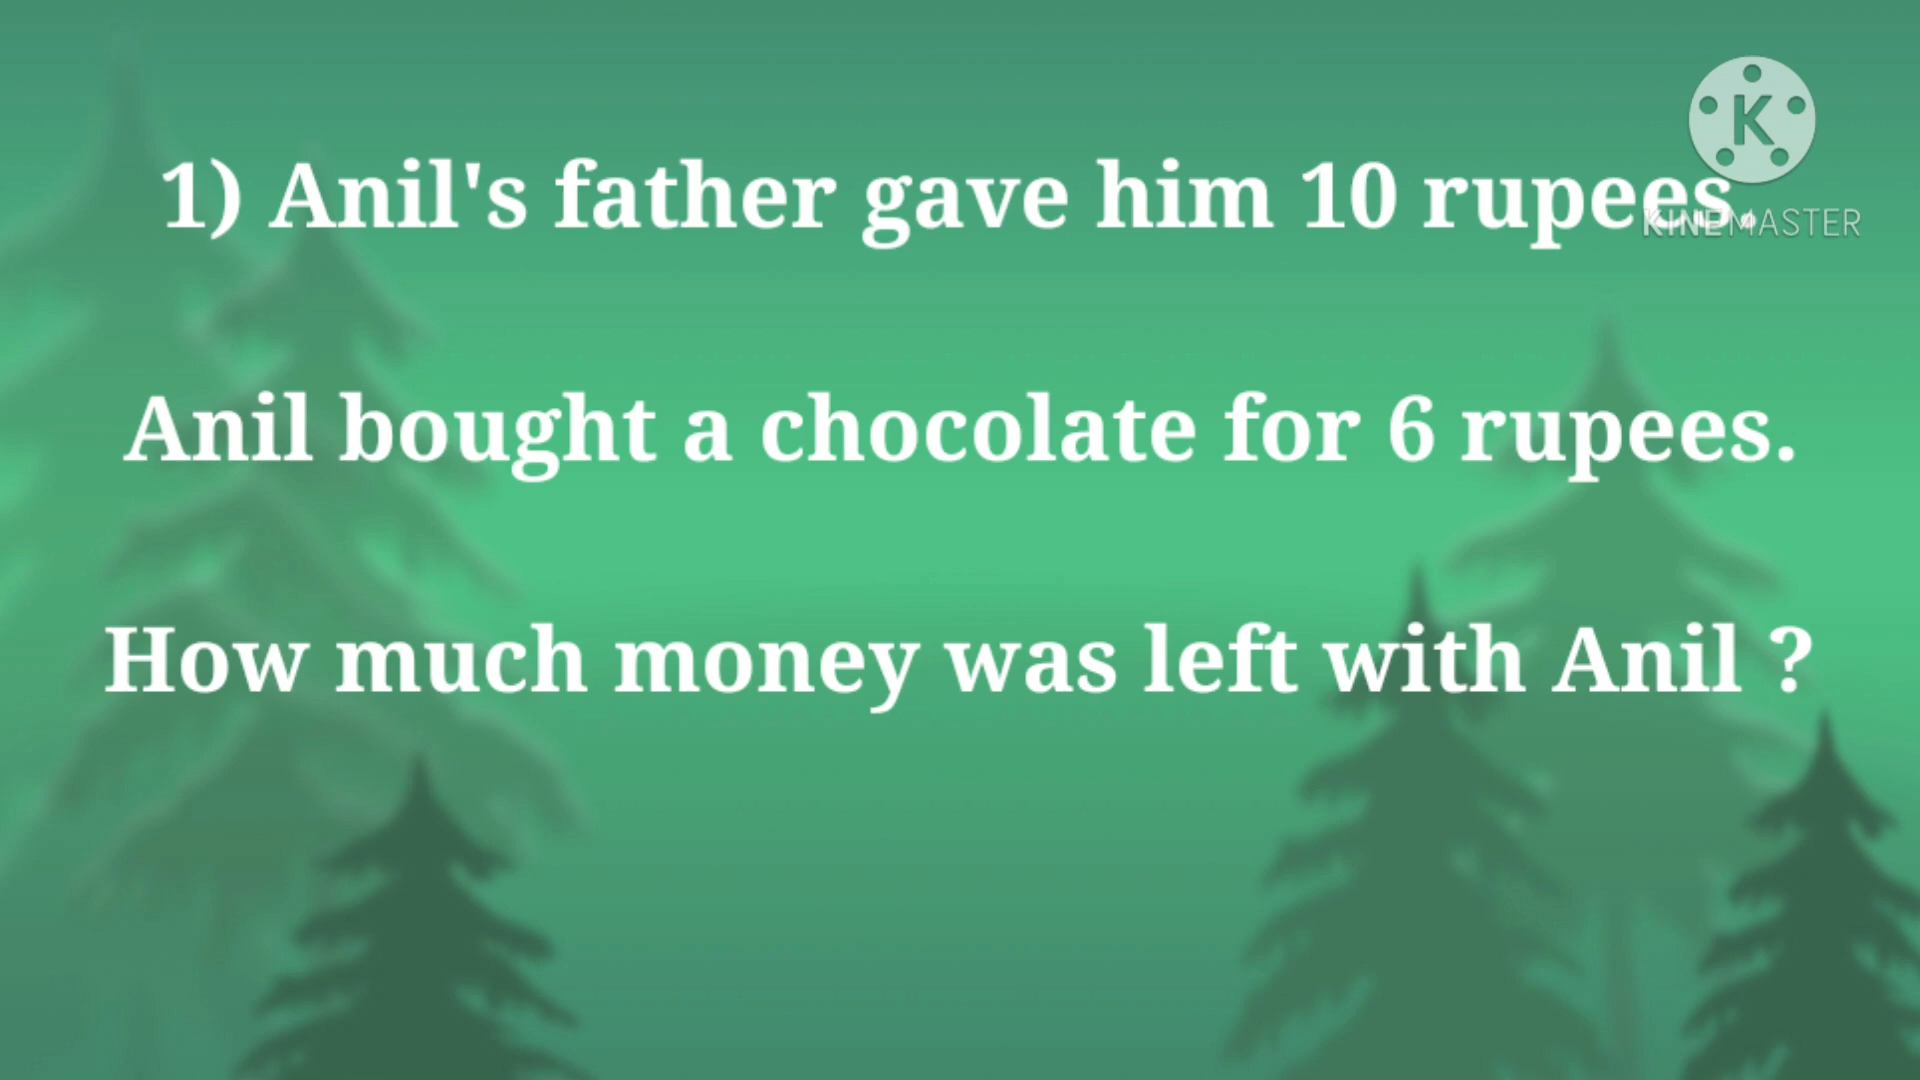 1) Anil's father gave him 10 rupees.
K
KINEMASTER
Anil bought a chocolate for 6 rupees.
How much money was left with Anil ?